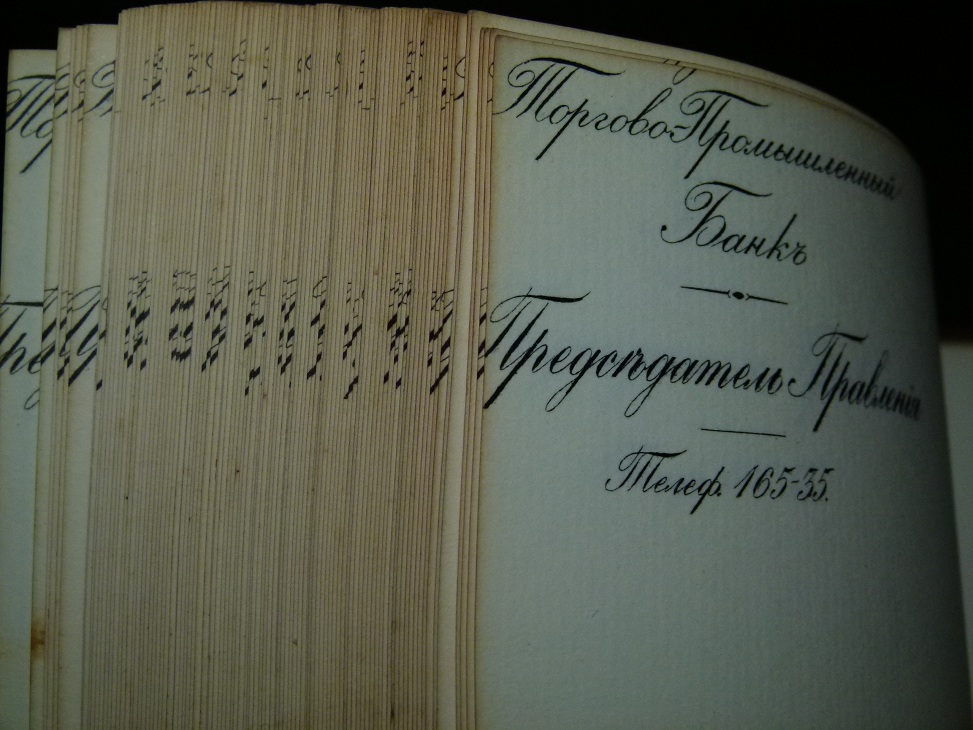 Торгово-Промышленный
Банкъ
Предсѣдатель Правленія
Телеф. 165-35.